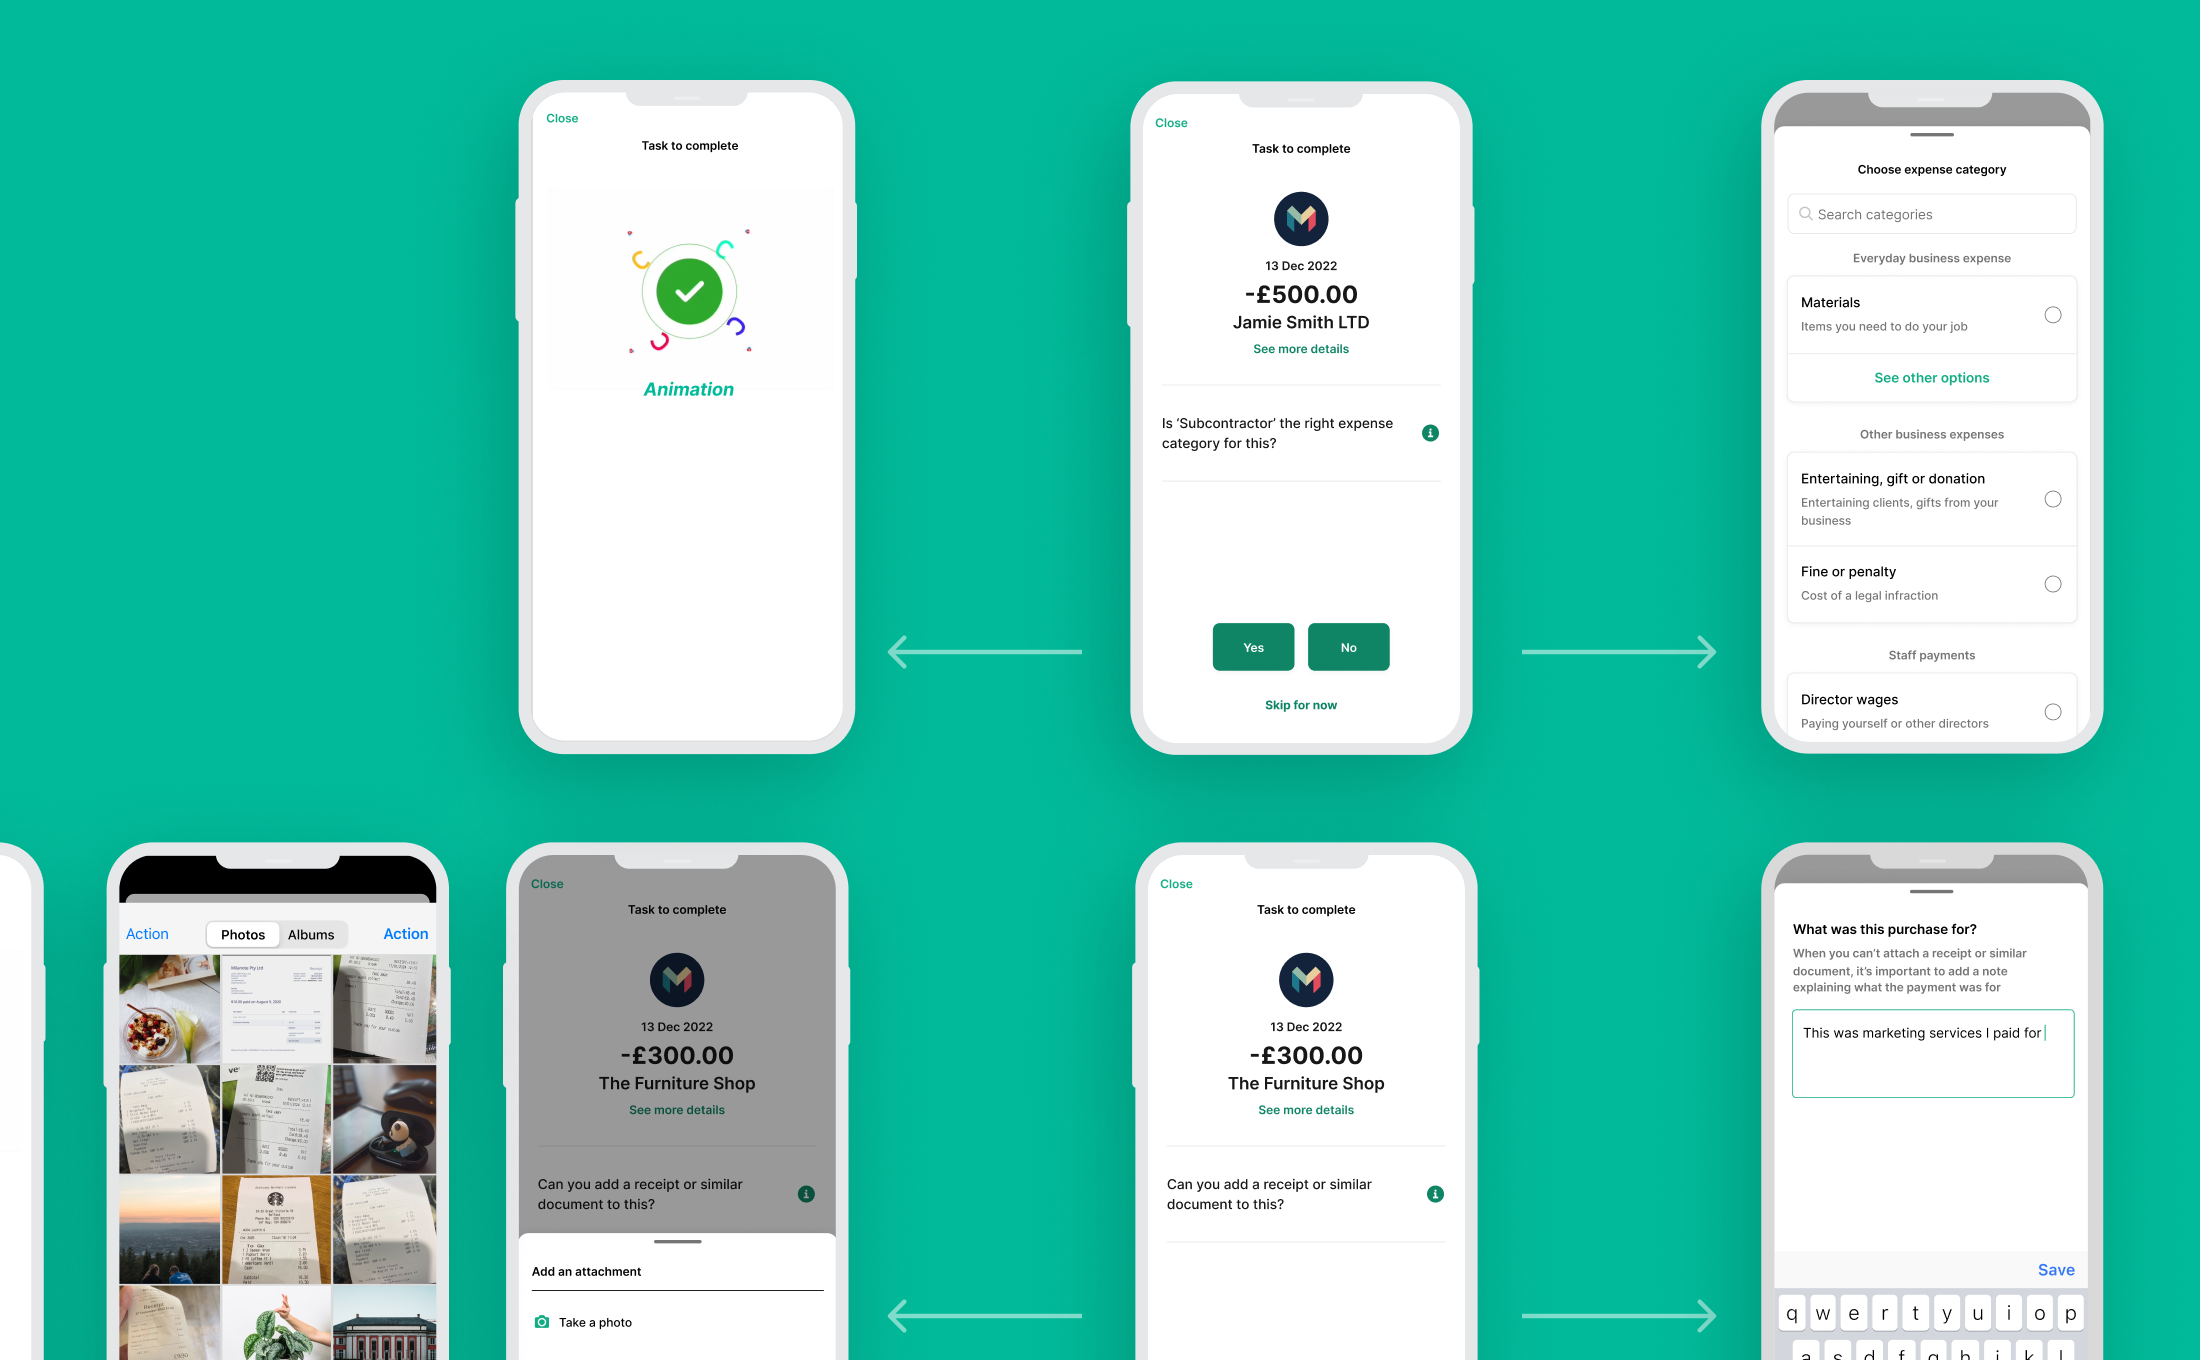 Close
Task to complete
Animation
Close
Task to complete
13 Dec 2022
-£500.00
Jamie Smith LTD
See more details
Is ‘Subcontractor’ the right expense
category for this?
Yes
No
Skip for now
Choose expense category
Search categories
Everyday business expense
Materials
Items you need to do your job
See other options
Other business expenses
Entertaining, gift or donation
Entertaining clients, gifts from your
business
Fine or penalty
Cost of a legal infraction
Staff payments
Director wages
Paying yourself or other directors
Action
Photos
Albums
Action
Milanote Pty Ltd
Receipt
Close
Task to complete
13 Dec 2022
-£300.00
The Furniture Shop
See more details
Can you add a receipt or similar
document to this?
Add an attachment
Take a photo
Close
Task to complete
13 Dec 2022
-£300.00
The Furniture Shop
See more details
Can you add a receipt or similar
document to this?
What was this purchase for?
When you can’t attach a receipt or similar
document, it’s important to add a note
explaining what the payment was for
This was marketing services I paid for
Save
q w e r t y u i o p
a s d f g h j k l